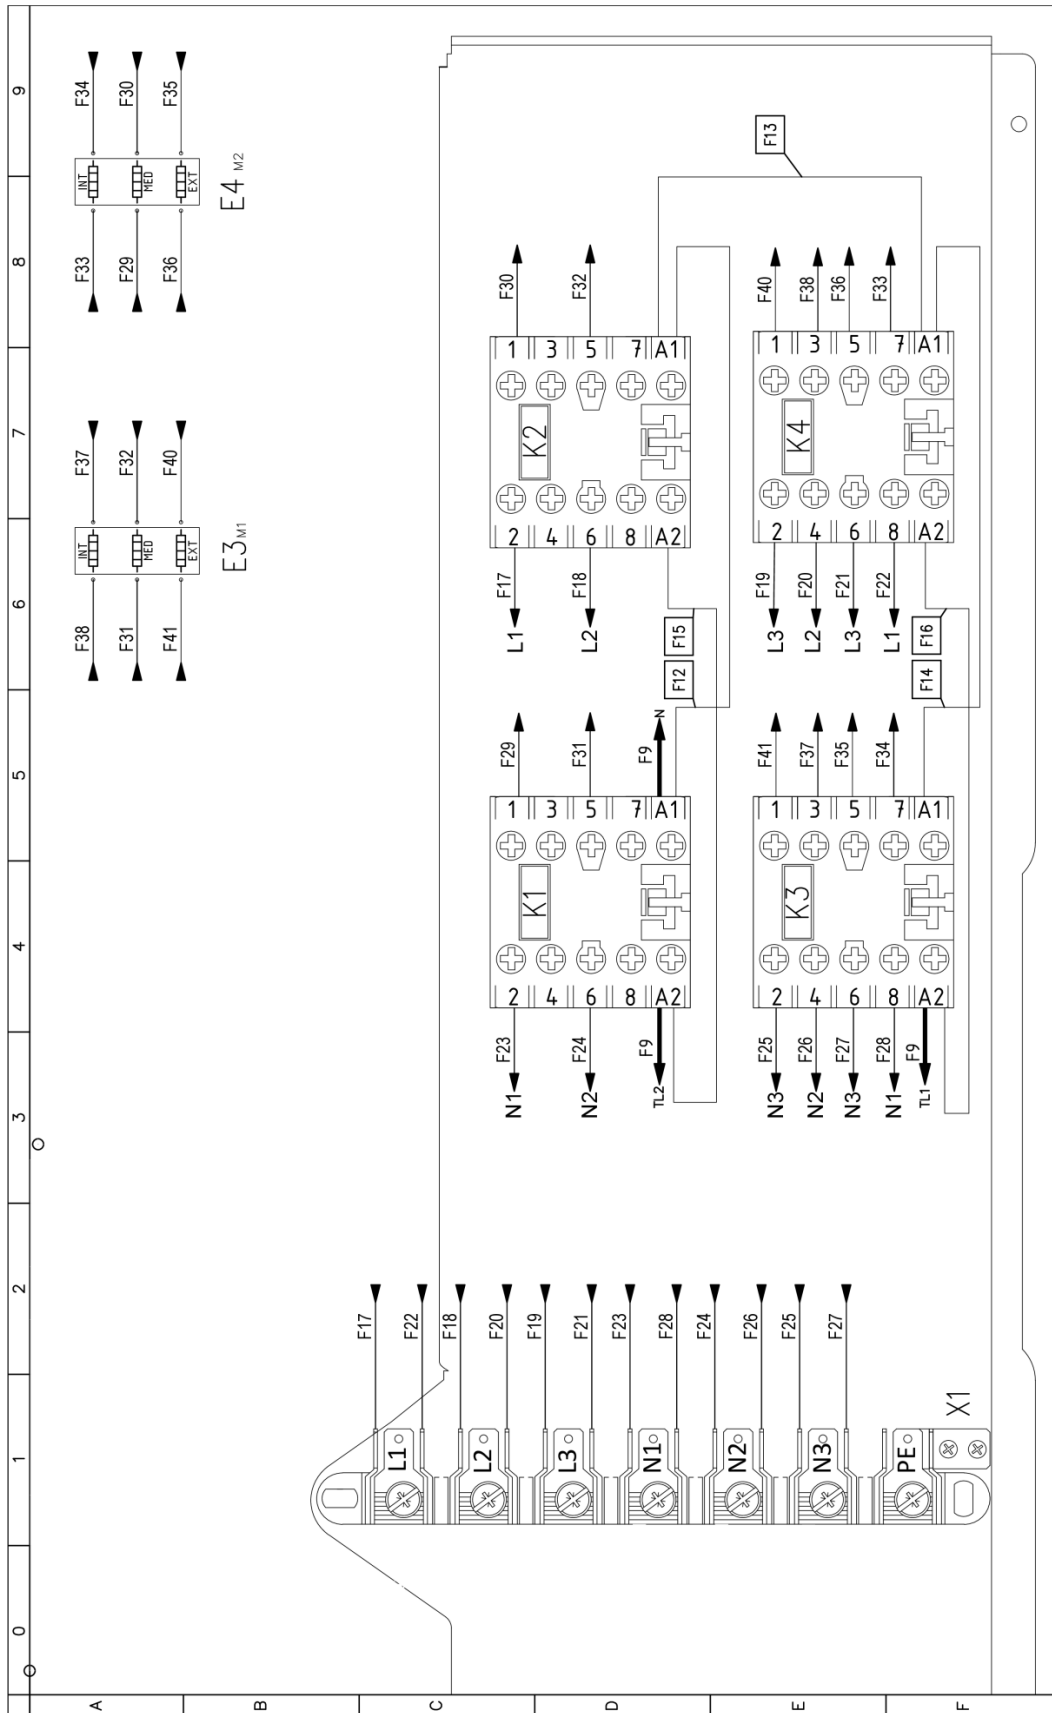 9
8
7
6
5
4
3
2
1
0
A
B
C
D
E
F
F34
F30
F35
INT
MED
EXT
E4 M2
F33
F29
F36
F37
F32
F40
INT
MED
EXT
E3 M1
F38
F31
F41
F13
F30
F32
1 3 5 7 A1
K2
2 4 6 8 A2
F17
F18
L1
L2
F15
F12
F40
F38
F36
F33
1 3 5 7 A1
K4
2 4 6 8 A2
F19
F20
F21
F22
L3
L2
L3
L1
F16
F14
F29
F31
F9
N
1 3 5 7 A1
K1
2 4 6 8 A2
F23
F24
F9
N1
N2
TL2
F41
F37
F35
F34
1 3 5 7 A1
K3
2 4 6 8 A2
F25
F26
F27
F28
F9
N3
N2
N3
N1
TL1
F17
F22
F18
F20
F19
F21
F23
F28
F24
F26
F25
F27
L1
L2
L3
N1
N2
N3
PE
X1